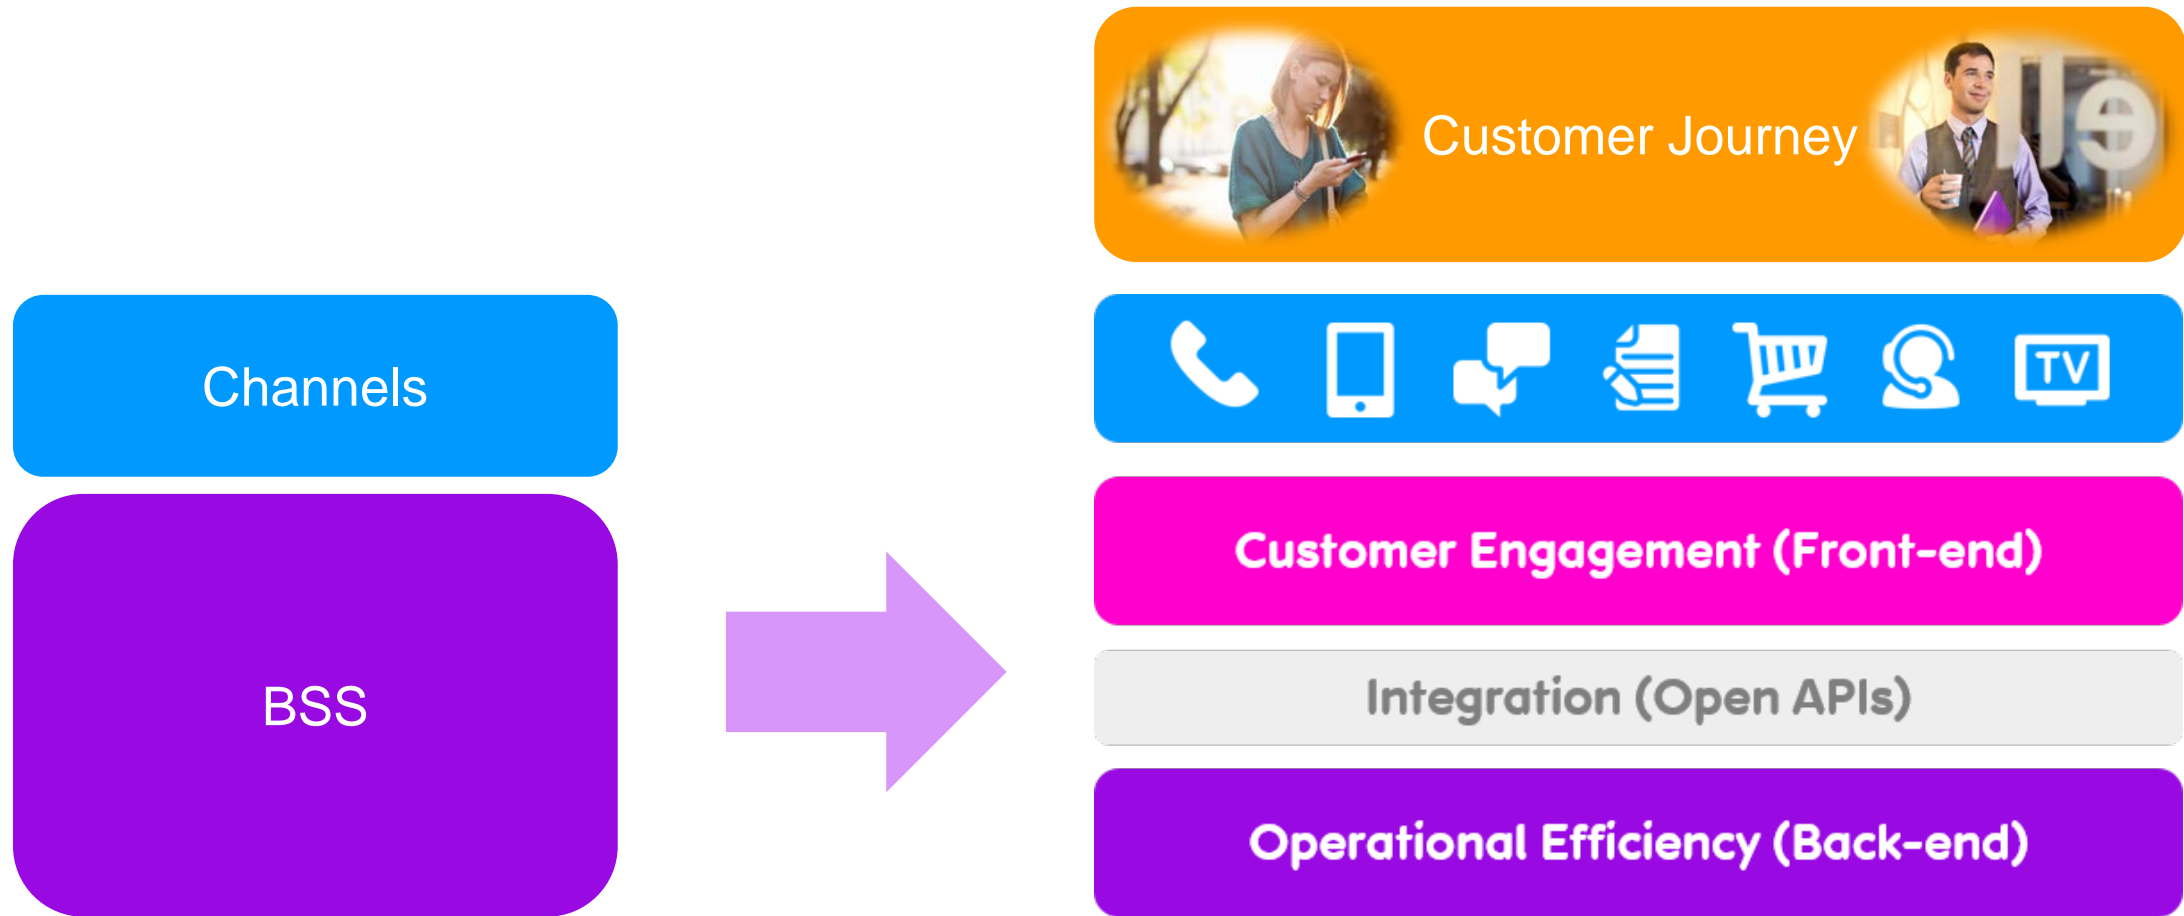 Customer Journey
Channels
TV
BSS
Customer Engagement (Front-end)
Integration (Open APIs)
Operational Efficiency (Back-end)